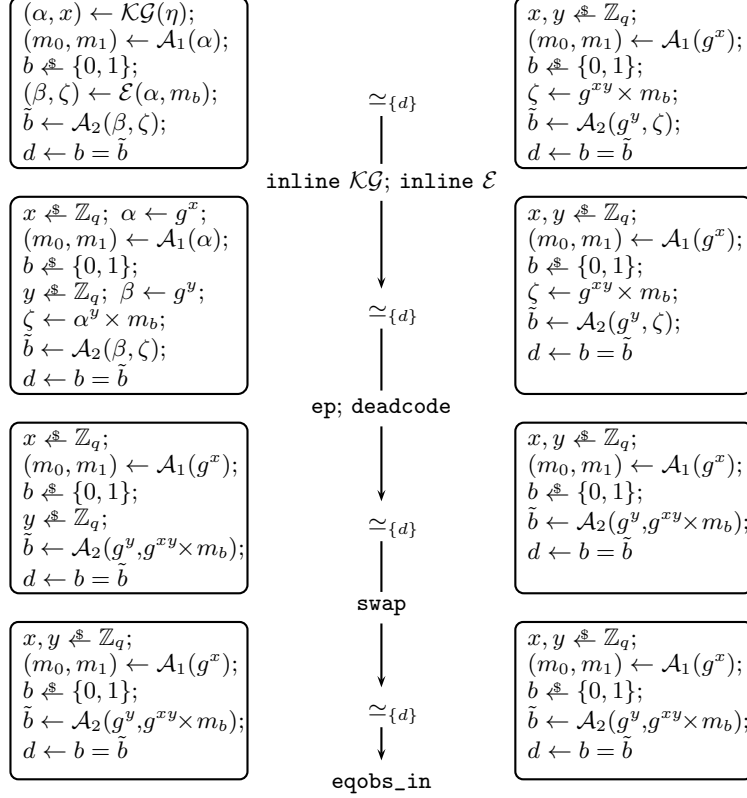 (α, x) ← 𝒦𝒢(η);
(m₀, m₁) ← 𝒜₁(α);
b ↞$ {0, 1};
(β, ζ) ← ℰ(α, m_b);
b̃ ← 𝒜₂(β, ζ);
d ← b = b̃
≃_{d}
x, y ↞$ ℤ_q;
(m₀, m₁) ← 𝒜₁(g^x);
b ↞$ {0, 1};
ζ ← g^{xy} × m_b;
b̃ ← 𝒜₂(g^y, ζ);
d ← b = b̃
inline 𝒦𝒢; inline ℰ
x ↞$ ℤ_q; α ← g^x;
(m₀, m₁) ← 𝒜₁(α);
b ↞$ {0, 1};
y ↞$ ℤ_q; β ← g^y;
ζ ← α^y × m_b;
b̃ ← 𝒜₂(β, ζ);
d ← b = b̃
≃_{d}
x, y ↞$ ℤ_q;
(m₀, m₁) ← 𝒜₁(g^x);
b ↞$ {0, 1};
ζ ← g^{xy} × m_b;
b̃ ← 𝒜₂(g^y, ζ);
d ← b = b̃
ep; deadcode
x ↞$ ℤ_q;
(m₀, m₁) ← 𝒜₁(g^x);
b ↞$ {0, 1};
y ↞$ ℤ_q;
b̃ ← 𝒜₂(g^y,g^{xy}×m_b);
d ← b = b̃
≃_{d}
x, y ↞$ ℤ_q;
(m₀, m₁) ← 𝒜₁(g^x);
b ↞$ {0, 1};
b̃ ← 𝒜₂(g^y,g^{xy}×m_b);
d ← b = b̃
swap
x, y ↞$ ℤ_q;
(m₀, m₁) ← 𝒜₁(g^x);
b ↞$ {0, 1};
b̃ ← 𝒜₂(g^y,g^{xy}×m_b);
d ← b = b̃
≃_{d}
x, y ↞$ ℤ_q;
(m₀, m₁) ← 𝒜₁(g^x);
b ↞$ {0, 1};
b̃ ← 𝒜₂(g^y,g^{xy}×m_b);
d ← b = b̃
eqobs_in